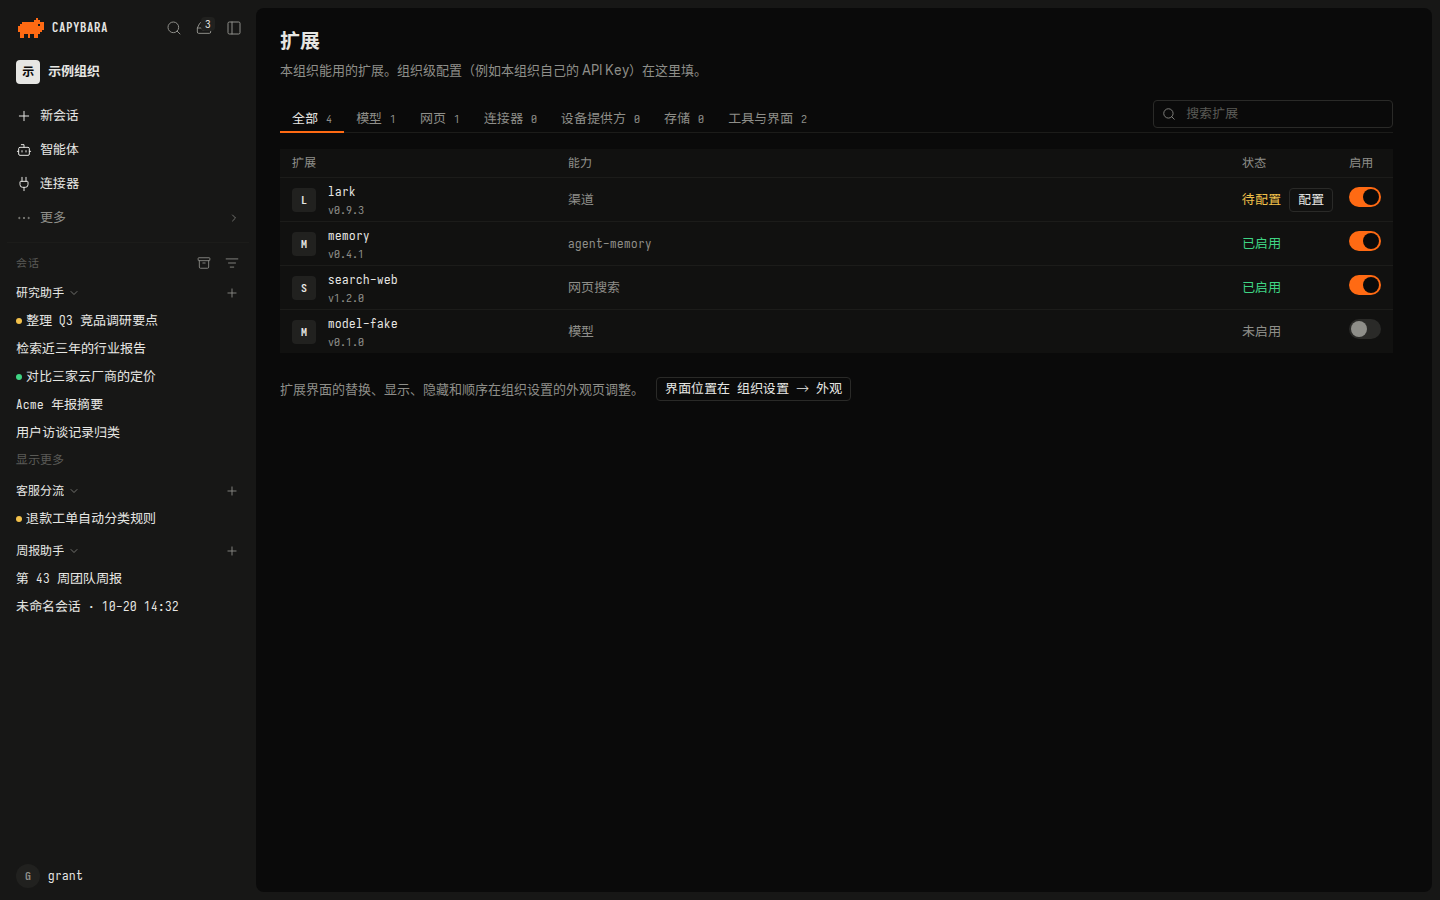 CAPYBARA
3
示 示例组织
新会话
智能体
连接器
更多
会话
研究助手
整理 Q3 竞品调研要点
检索近三年的行业报告
对比三家云厂商的定价
Acme 年报摘要
用户访谈记录归类
显示更多
客服分流
退款工单自动分类规则
周报助手
第 43 周团队周报
未命名会话 · 10-20 14:32
G grant
扩展
本组织能用的扩展。组织级配置（例如本组织自己的 API Key）在这里填。
全部 4 模型 1 网页 1 连接器 0 设备提供方 0 存储 0 工具与界面 2
搜索扩展
扩展 能力 状态 启用
L lark 渠道 待配置 配置
v0.9.3
M memory agent-memory 已启用
v0.4.1
S search-web 网页搜索 已启用
v1.2.0
M model-fake 模型 未启用
v0.1.0
扩展界面的替换、显示、隐藏和顺序在组织设置的外观页调整。 界面位置在 组织设置 → 外观